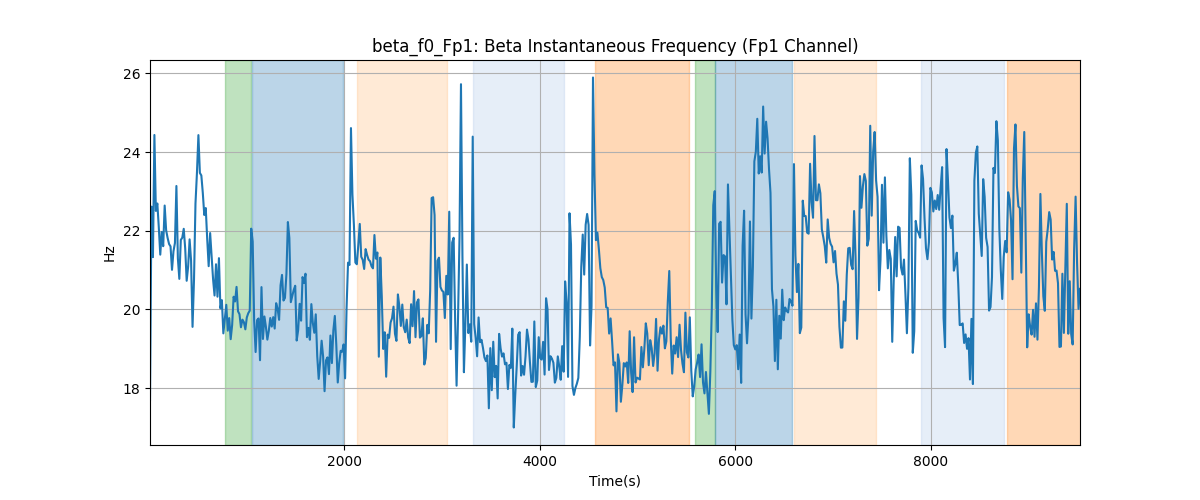 beta_f0_Fp1: Beta Instantaneous Frequency (Fp1 Channel)
26
24
22
20
18
Hz
2000 4000 6000 8000
Time(s)